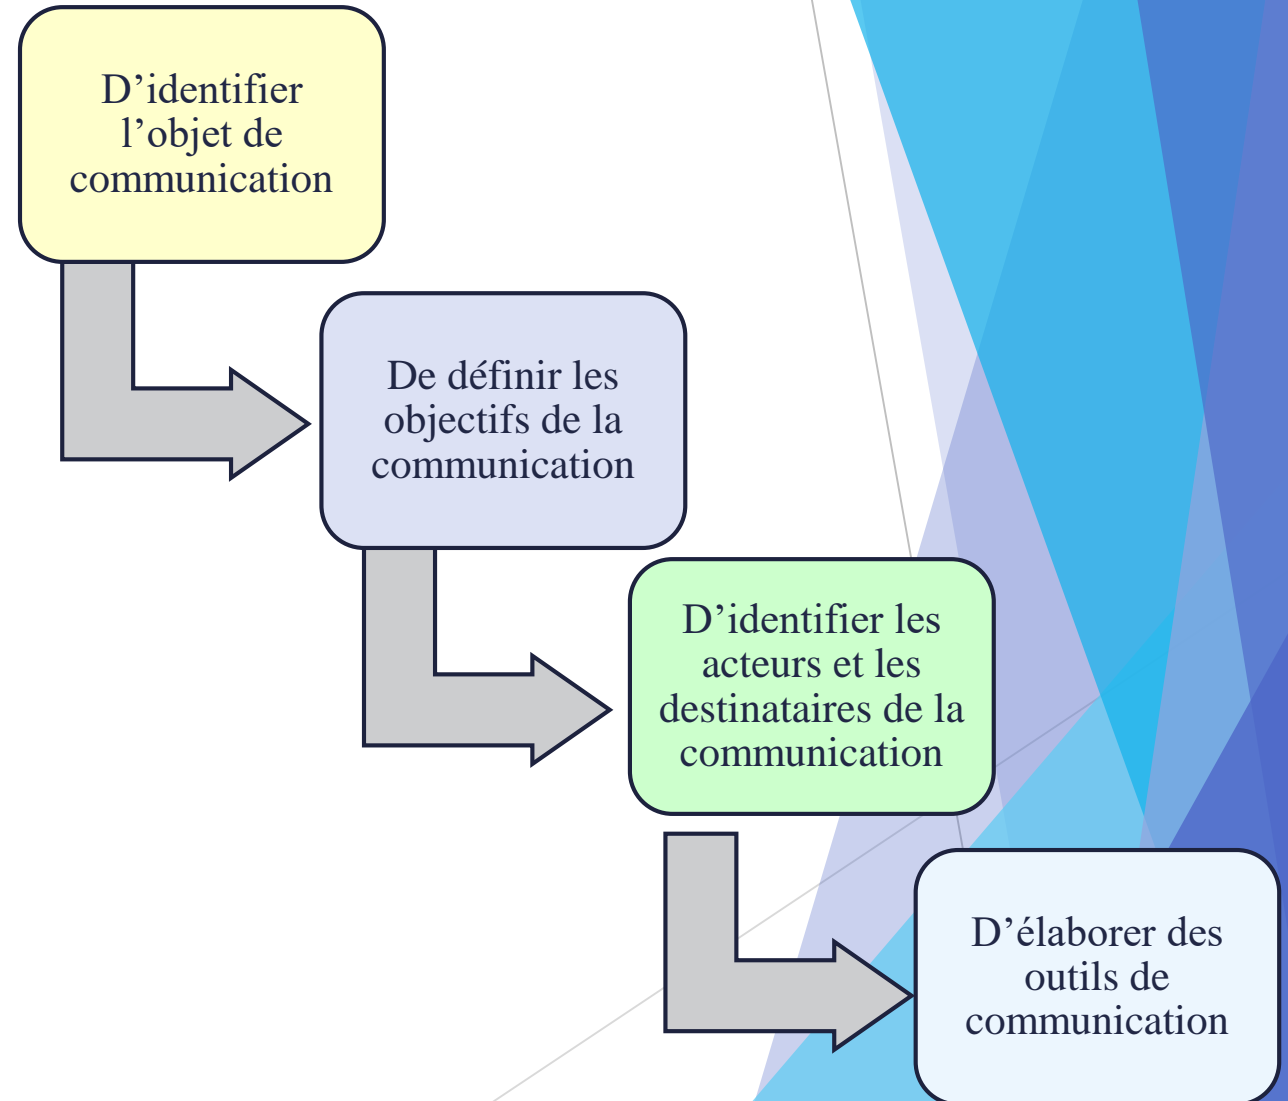 D’identifier
l’objet de
communication
De définir les
objectifs de la
communication
D’identifier les
acteurs et les
destinataires de la
communication
D’élaborer des
outils de
communication